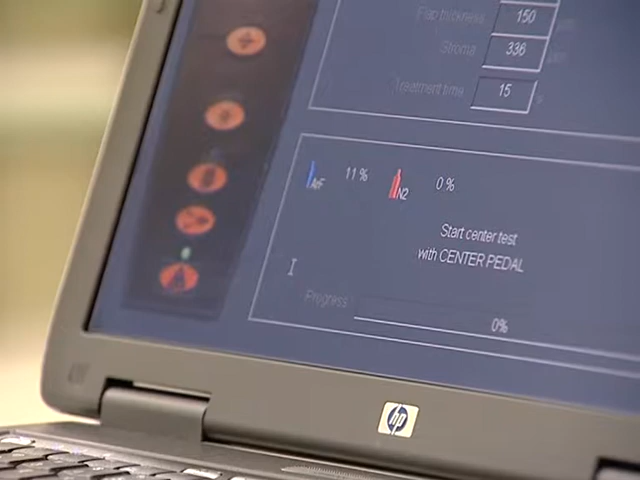 Flap thickness 150
Stroma 336
Treatment time 15 s
ArF 11 % N2 0 %
Start center test
with CENTER PEDAL
Progress
0%
hp